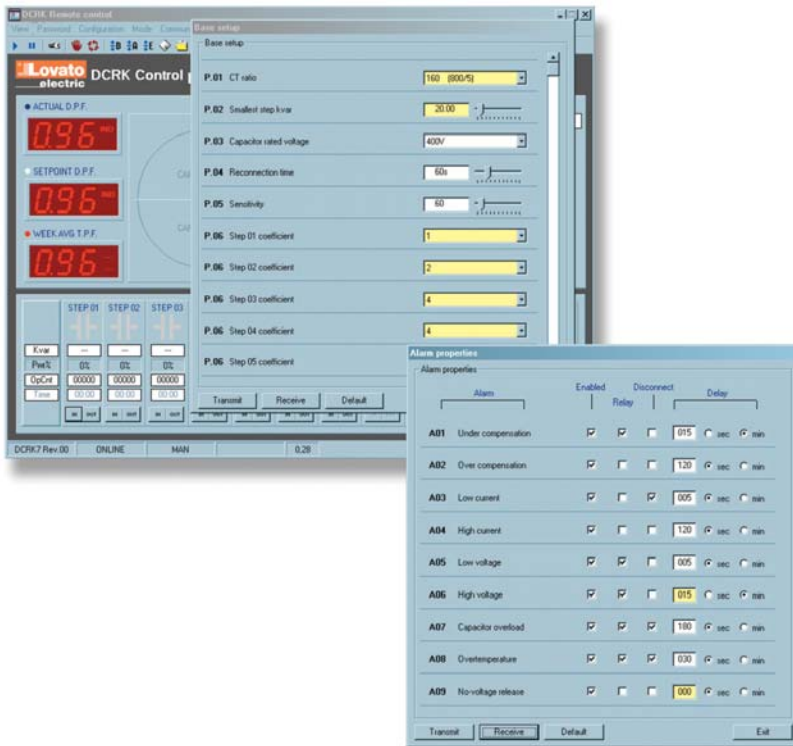 DCRK Remote control
View Password Configuration Mode
Lovato electric DCRK Control
ACTUAL D.P.F.
0.96
SETPOINT D.P.F.
0.96
WEEK AVG T.P.F.
0.96
STEP 01 STEP 02 STEP 03
Kvar --- --- ---
Pwr% 0% 0% 0%
OpCnt 00000 00000 00000
Time 00:00 00:00 00:00
IN OUT IN OUT IN OUT
DCRK7 Rev.00 ONLINE MAN 0,28
Base setup
Base setup
P.01 CT ratio 160 (800/5)
P.02 Smallest step kvar 20.00
P.03 Capacitor rated voltage 400V
P.04 Reconnection time 60s
P.05 Sensitivity 60
P.06 Step 01 coefficient 1
P.06 Step 02 coefficient 2
P.06 Step 03 coefficient 4
P.06 Step 04 coefficient 4
P.06 Step 05 coefficient
Transmit Receive Default
Alarm properties
Alarm properties
Alarm Enabled Relay Disconnect Delay
A01 Under compensation 015 sec min
A02 Over compensation 120 sec min
A03 Low current 005 sec min
A04 High current 120 sec min
A05 Low voltage 005 sec min
A06 High voltage 015 sec min
A07 Capacitor overload 180 sec min
A08 Overtemperature 030 sec min
A09 No-voltage release 000 sec min
Transmit Receive Default Exit